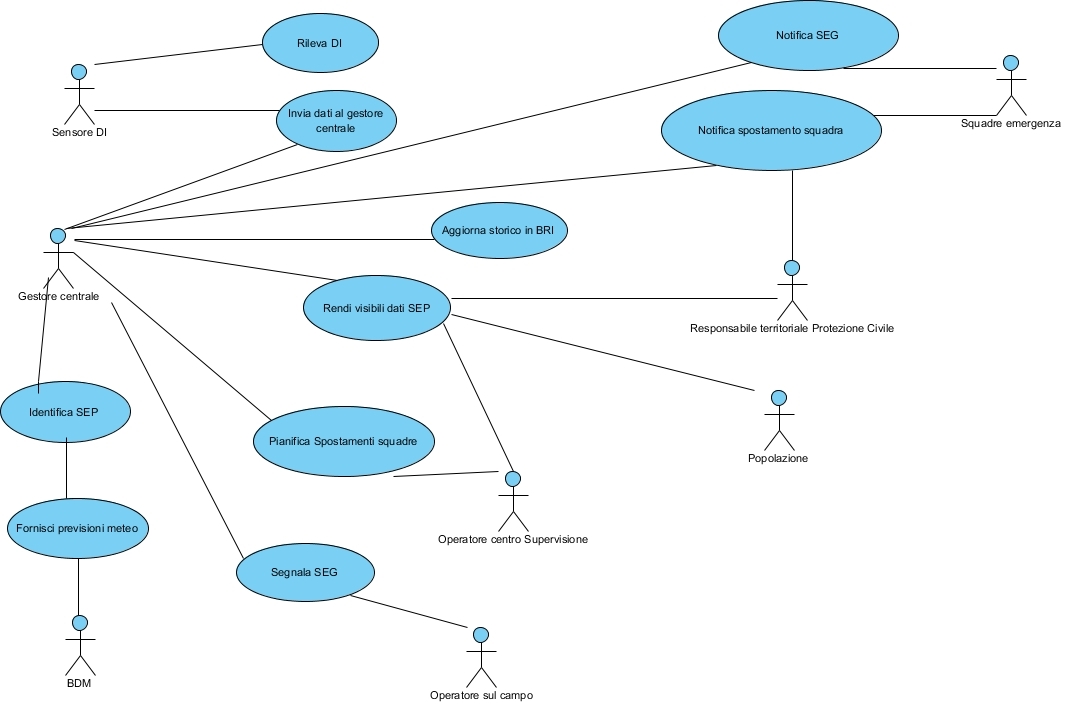 Notifica SEG
Rileva DI
Sensore DI
Invia dati al gestore
centrale
Squadre emergenza
Notifica spostamento squadra
Aggiorna storico in BRI
Gestore centrale
Rendi visibili dati SEP
Responsabile territoriale Protezione Civile
Identifica SEP
Pianifica Spostamenti squadre
Popolazione
Fornisci previsioni meteo
Operatore centro Supervisione
Segnala SEG
BDM
Operatore sul campo